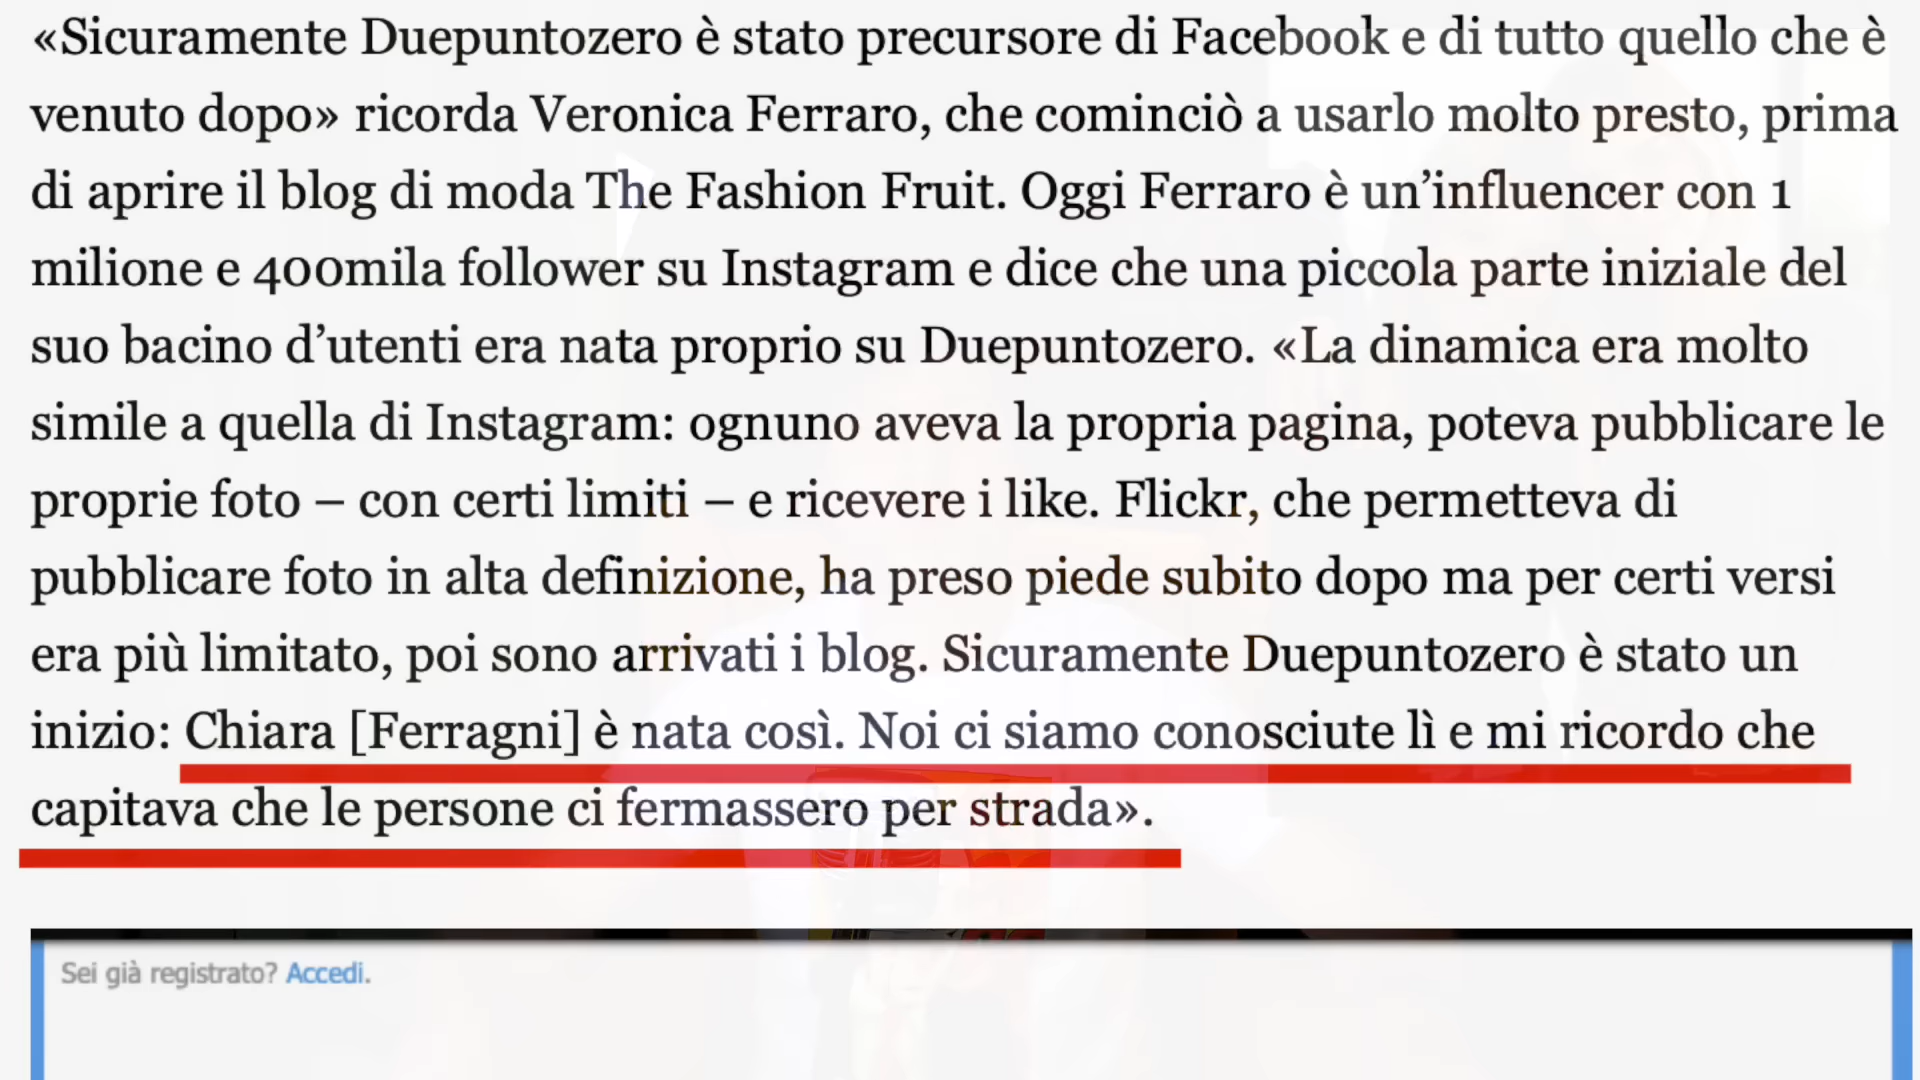 «Sicuramente Duepuntozero è stato precursore di Facebook e di tutto quello che è
venuto dopo» ricorda Veronica Ferraro, che cominciò a usarlo molto presto, prima
di aprire il blog di moda The Fashion Fruit. Oggi Ferraro è un’influencer con 1
milione e 400mila follower su Instagram e dice che una piccola parte iniziale del
suo bacino d’utenti era nata proprio su Duepuntozero. «La dinamica era molto
simile a quella di Instagram: ognuno aveva la propria pagina, poteva pubblicare le
proprie foto – con certi limiti – e ricevere i like. Flickr, che permetteva di
pubblicare foto in alta definizione, ha preso piede subito dopo ma per certi versi
era più limitato, poi sono arrivati i blog. Sicuramente Duepuntozero è stato un
inizio: Chiara [Ferragni] è nata così. Noi ci siamo conosciute lì e mi ricordo che
capitava che le persone ci fermassero per strada».
Sei già registrato? Accedi.